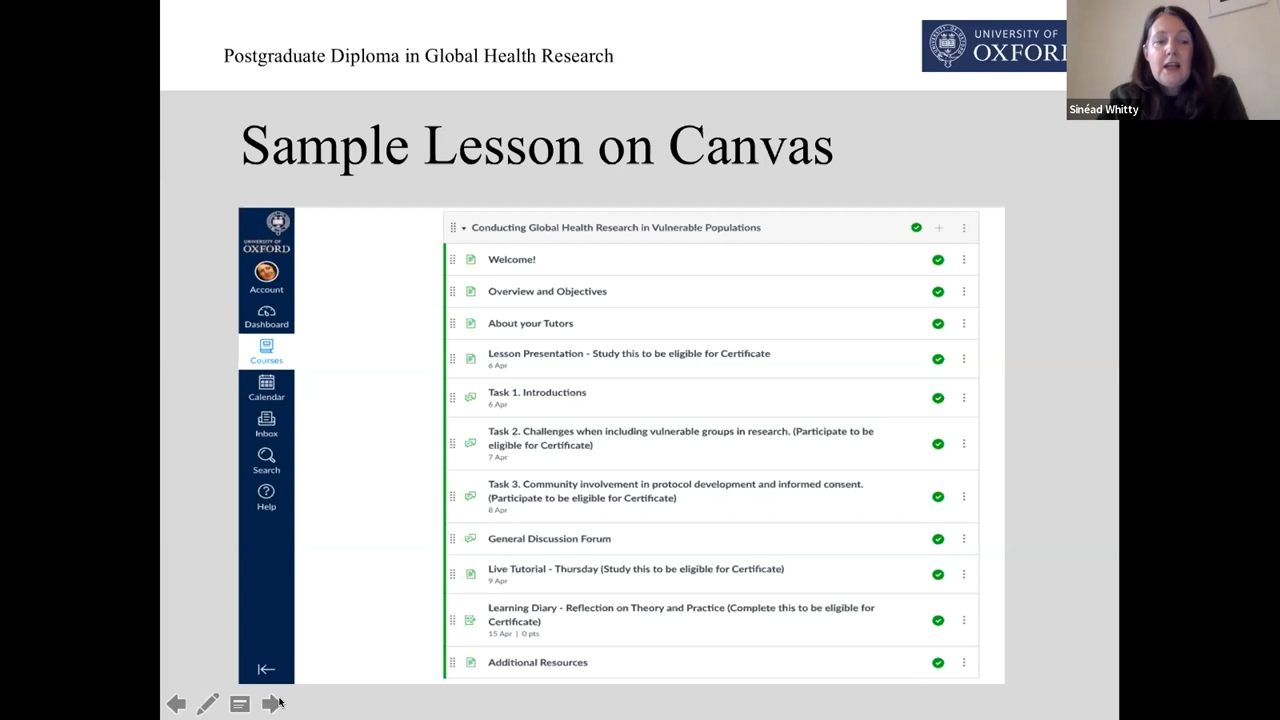 Postgraduate Diploma in Global Health Research
UNIVERSITY OF
OXFORD
Sinéad Whitty
Sample Lesson on Canvas
UNIVERSITY OF
OXFORD
Account
Dashboard
Courses
Calendar
Inbox
Search
Help
Conducting Global Health Research in Vulnerable Populations
Welcome!
Overview and Objectives
About your Tutors
Lesson Presentation - Study this to be eligible for Certificate
6 Apr
Task 1. Introductions
6 Apr
Task 2. Challenges when including vulnerable groups in research. (Participate to be
eligible for Certificate)
7 Apr
Task 3. Community involvement in protocol development and informed consent.
(Participate to be eligible for Certificate)
8 Apr
General Discussion Forum
Live Tutorial - Thursday (Study this to be eligible for Certificate)
9 Apr
Learning Diary - Reflection on Theory and Practice (Complete this to be eligible for
Certificate)
15 Apr | 0 pts
Additional Resources